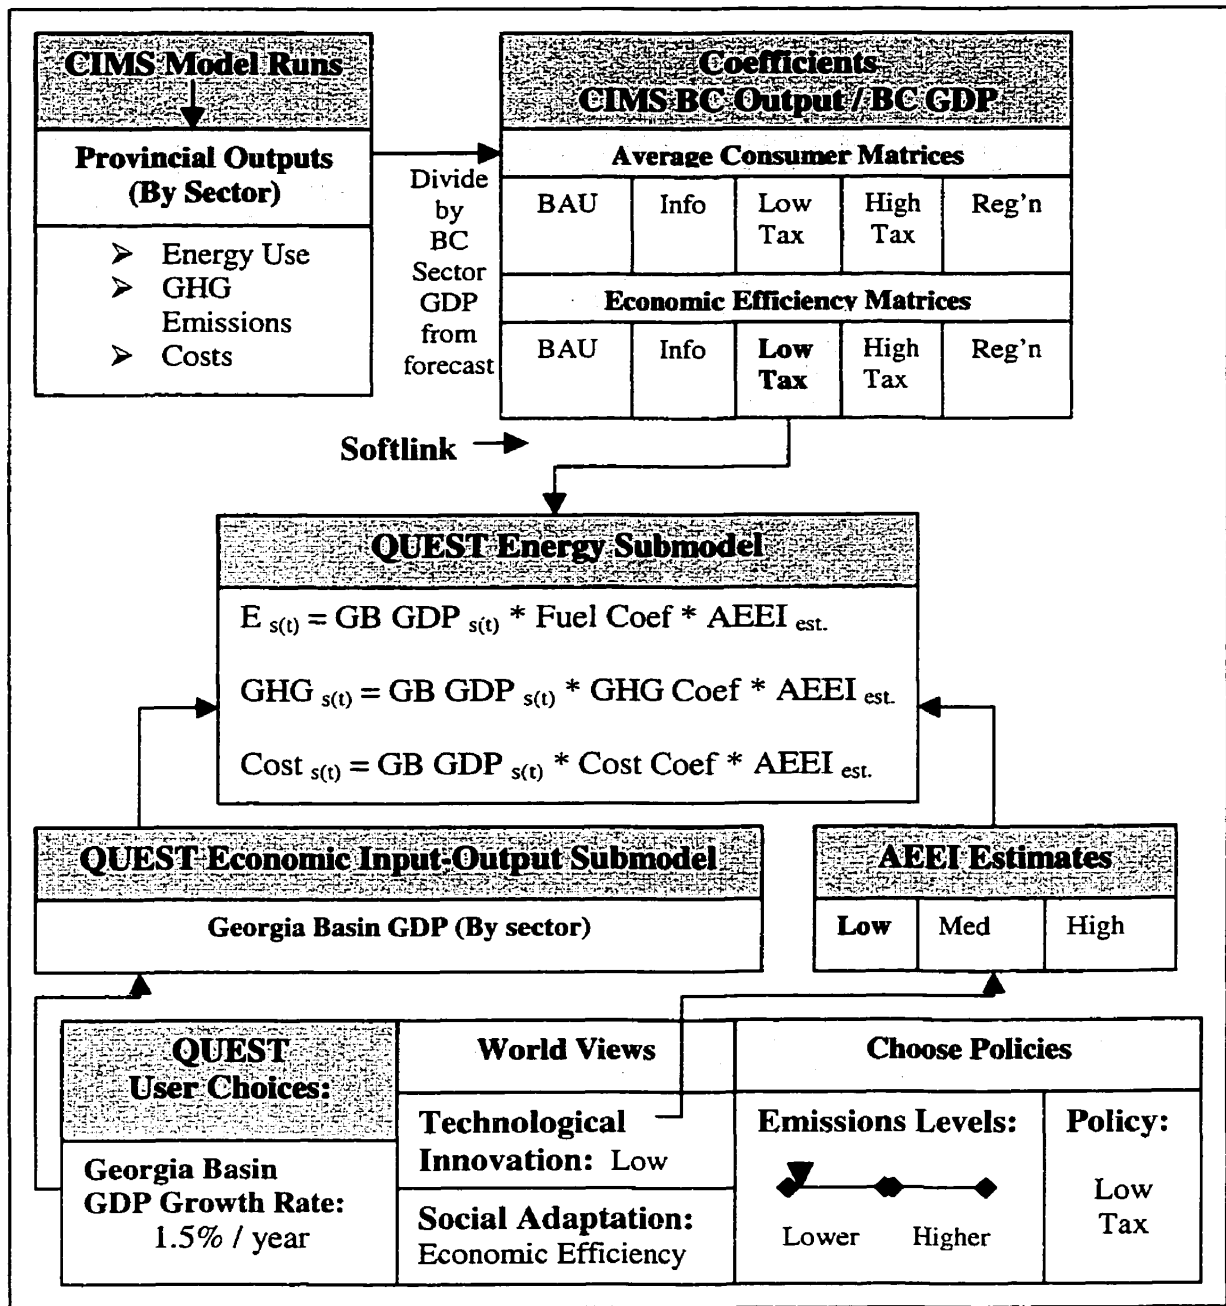 CIMS Model Runs
Provincial Outputs
(By Sector)
➢ Energy Use
➢ GHG
Emissions
➢ Costs
Divide
by
BC
Sector
GDP
from
forecast
Coefficients
CIMS BC Output / BC GDP
Average Consumer Matrices
BAU Info Low Tax High Tax Reg'n
Economic Efficiency Matrices
BAU Info Low Tax High Tax Reg'n
Softlink
QUEST Energy Submodel
E s(t) = GB GDP s(t) * Fuel Coef * AEEI est.
GHG s(t) = GB GDP s(t) * GHG Coef * AEEI est.
Cost s(t) = GB GDP s(t) * Cost Coef * AEEI est.
QUEST Economic Input-Output Submodel
Georgia Basin GDP (By sector)
AEEI Estimates
Low Med High
QUEST
User Choices:
Georgia Basin
GDP Growth Rate:
1.5% / year
World Views
Technological
Innovation: Low
Social Adaptation:
Economic Efficiency
Choose Policies
Emissions Levels:
Lower Higher
Policy:
Low
Tax